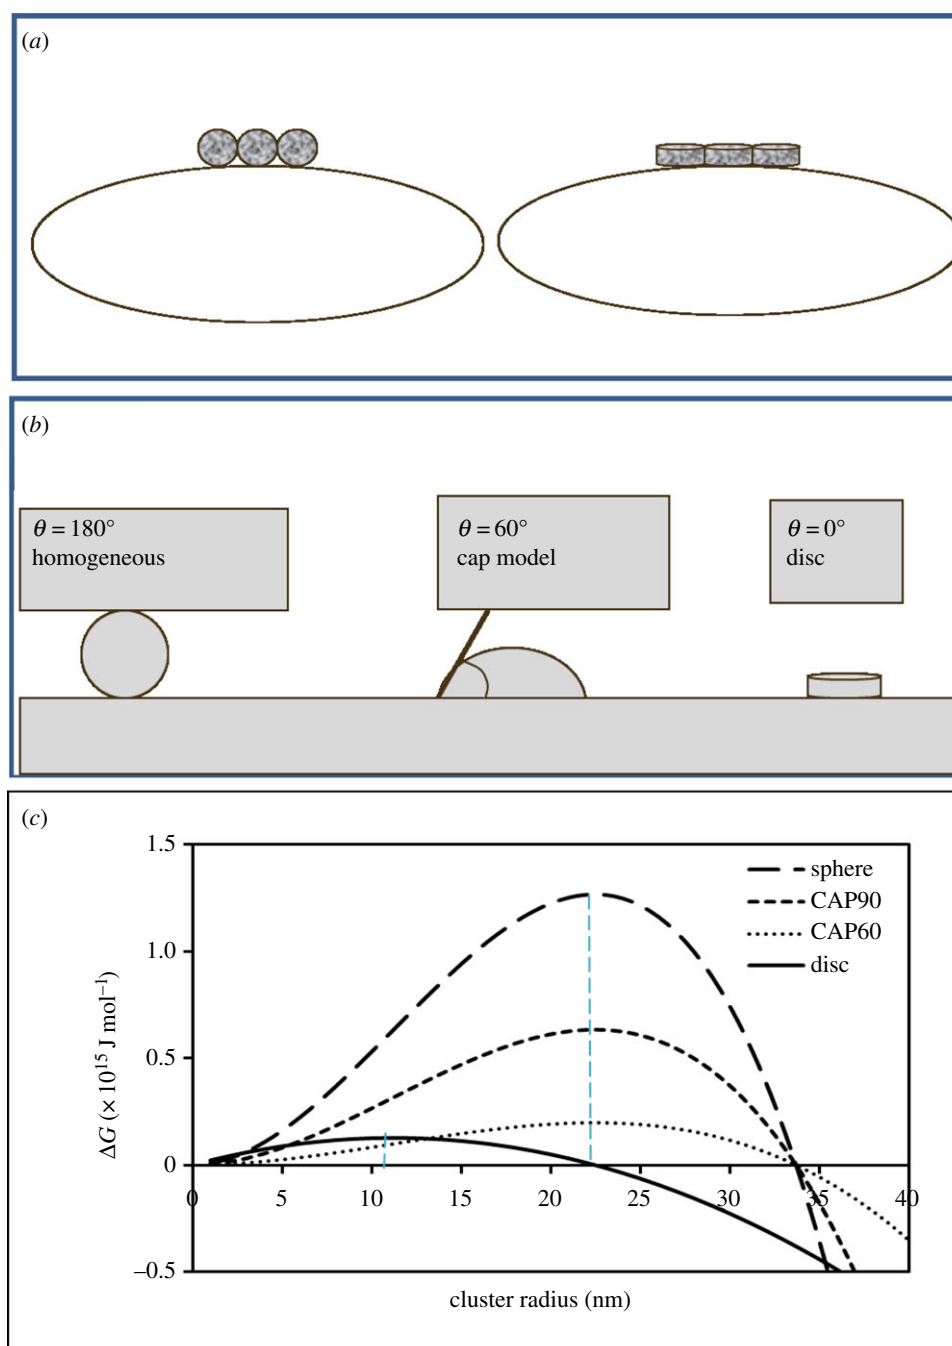 (a)
(b)
θ = 180°
homogeneous
θ = 60°
cap model
θ = 0°
disc
(c)
1.5
1.0
0.5
0
–0.5
ΔG (× 10¹⁵ J mol⁻¹)
sphere
CAP90
CAP60
disc
0 5 10 15 20 25 30 35 40
cluster radius (nm)